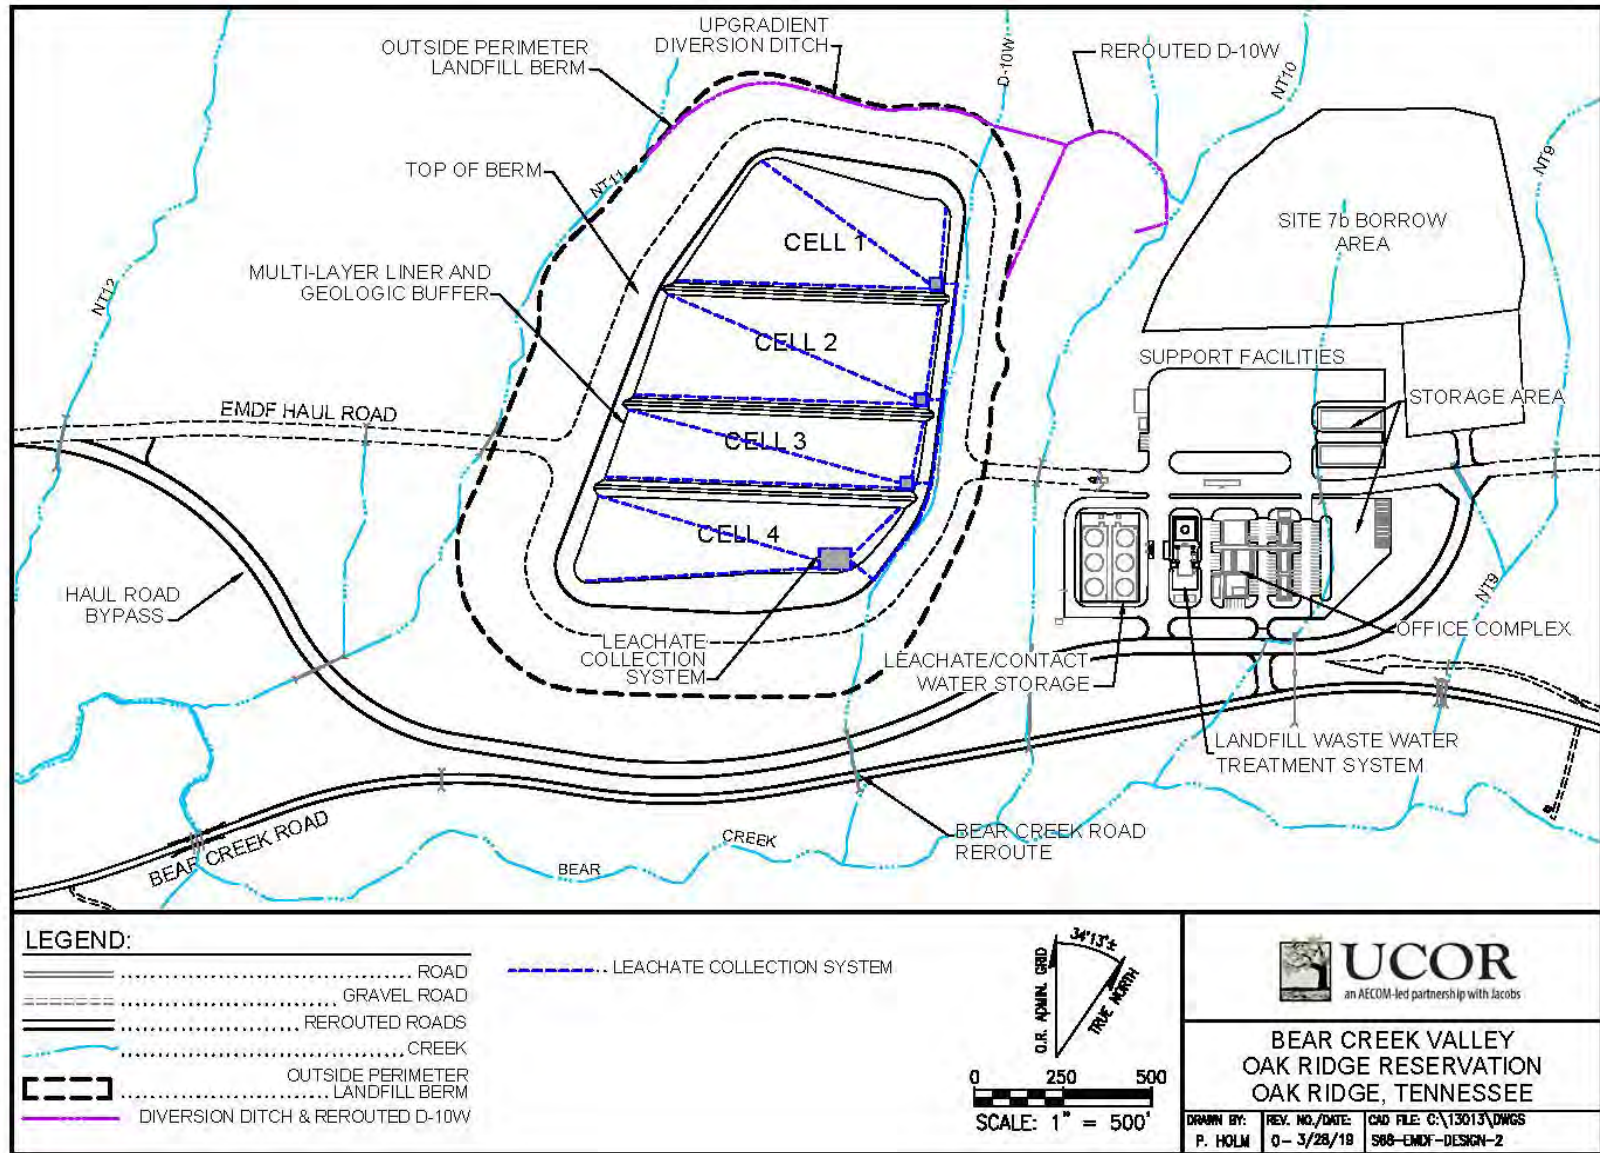 UPGRADIENT
DIVERSION DITCH
OUTSIDE PERIMETER
LANDFILL BERM
D-10W
REROUTED D-10W
NT10
NT9
TOP OF BERM
NT11
SITE 7b BORROW
AREA
CELL 1
MULTI-LAYER LINER AND
GEOLOGIC BUFFER
NT12
CELL 2
SUPPORT FACILITIES
STORAGE AREA
EMDF HAUL ROAD
CELL 3
CELL 4
HAUL ROAD
BYPASS
NT9
OFFICE COMPLEX
LEACHATE
COLLECTION
SYSTEM
LEACHATE/CONTACT
WATER STORAGE
LANDFILL WASTE WATER
TREATMENT SYSTEM
BEAR CREEK ROAD
REROUTE
BEAR CREEK ROAD
BEAR
CREEK
LEGEND:
ROAD
GRAVEL ROAD
REROUTED ROADS
CREEK
OUTSIDE PERIMETER
LANDFILL BERM
DIVERSION DITCH & REROUTED D-10W
LEACHATE COLLECTION SYSTEM
34°13'±
O.R. ADMIN. GRID
TRUE NORTH
0 250 500
SCALE: 1" = 500'
UCOR
an AECOM-led partnership with Jacobs
BEAR CREEK VALLEY
OAK RIDGE RESERVATION
OAK RIDGE, TENNESSEE
DRAWN BY:
P. HOLM
REV. NO./DATE:
0 - 3/28/19
CAD FILE: C:\13013\DWGS
S68-EMDF-DESIGN-2